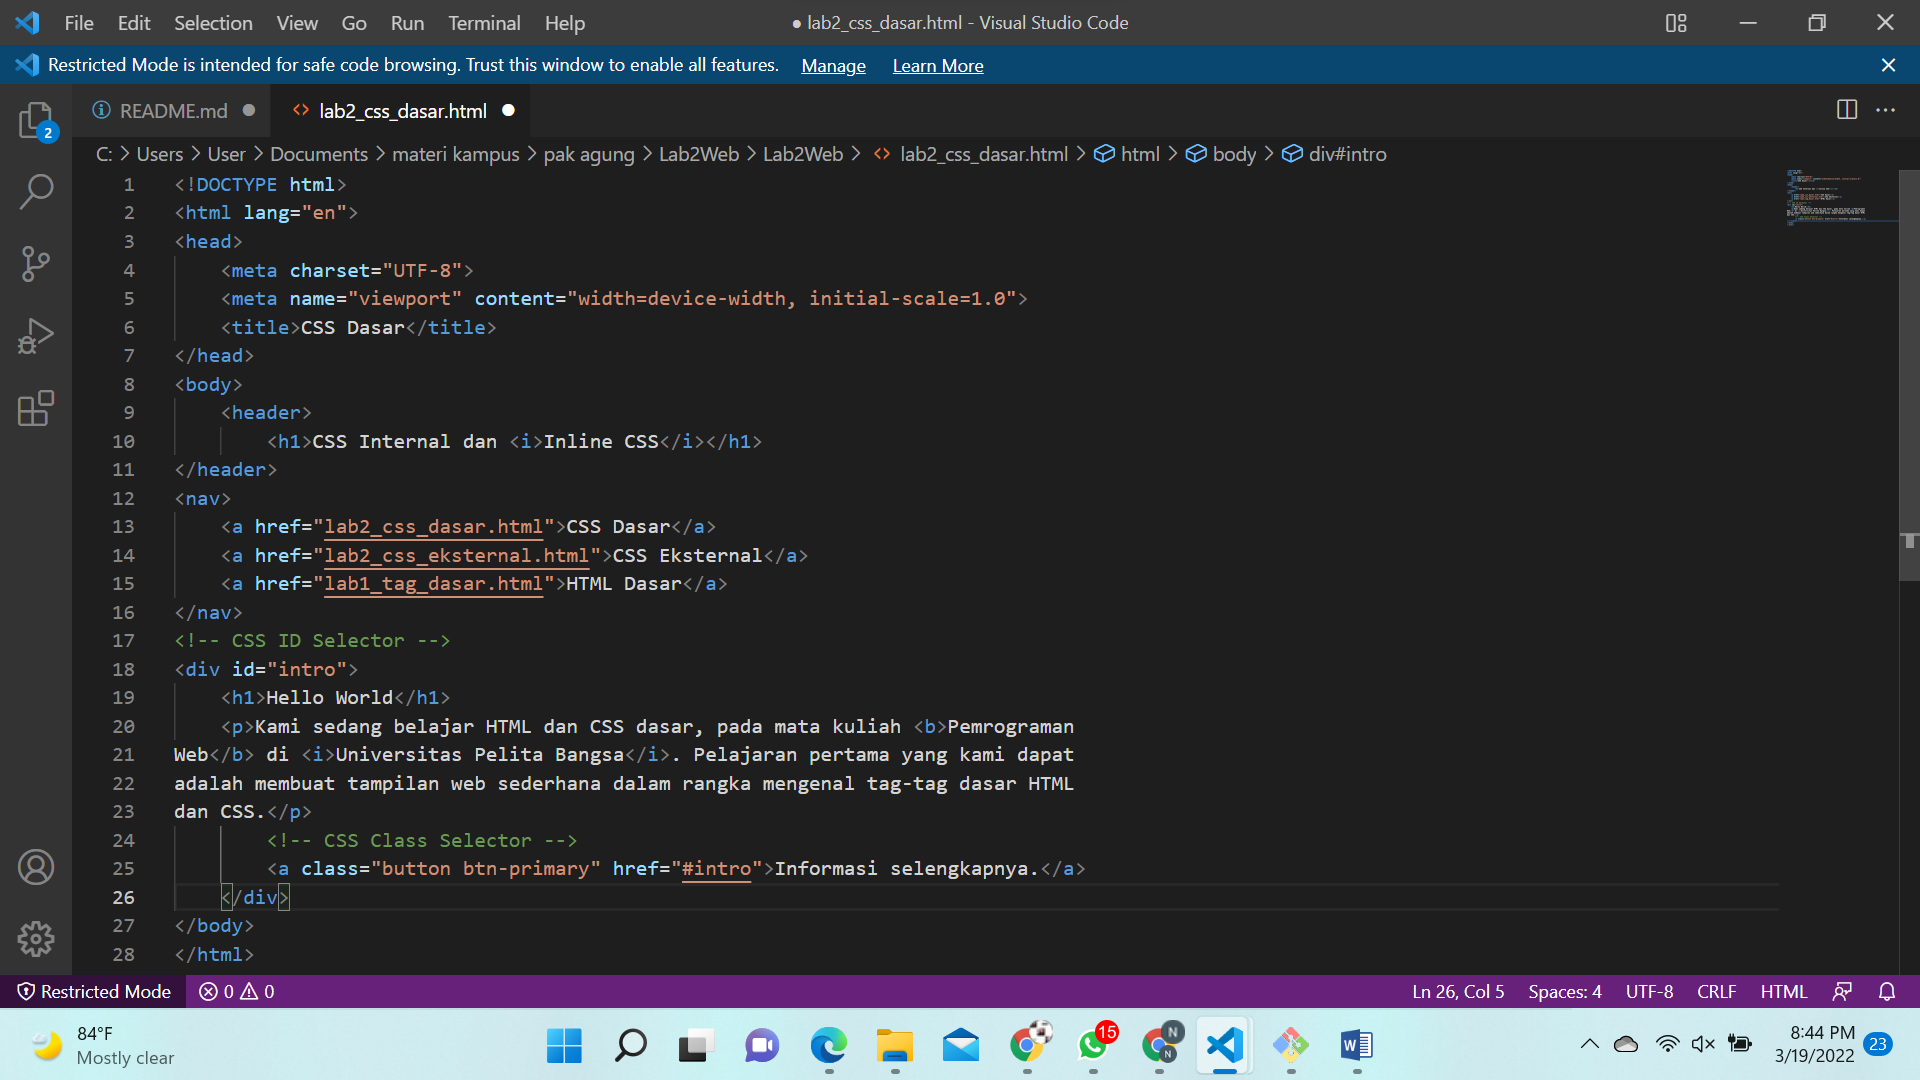 File Edit Selection View Go Run Terminal Help ● lab2_css_dasar.html - Visual Studio Code
Restricted Mode is intended for safe code browsing. Trust this window to enable all features. Manage Learn More
README.md lab2_css_dasar.html
2
C: > Users > User > Documents > materi kampus > pak agung > Lab2Web > Lab2Web > lab2_css_dasar.html > html > body > div#intro
1 <!DOCTYPE html>
2 <html lang="en">
3 <head>
4 <meta charset="UTF-8">
5 <meta name="viewport" content="width=device-width, initial-scale=1.0">
6 <title>CSS Dasar</title>
7 </head>
8 <body>
9 <header>
10 <h1>CSS Internal dan <i>Inline CSS</i></h1>
11 </header>
12 <nav>
13 <a href="lab2_css_dasar.html">CSS Dasar</a>
14 <a href="lab2_css_eksternal.html">CSS Eksternal</a>
15 <a href="lab1_tag_dasar.html">HTML Dasar</a>
16 </nav>
17 <!-- CSS ID Selector -->
18 <div id="intro">
19 <h1>Hello World</h1>
20 <p>Kami sedang belajar HTML dan CSS dasar, pada mata kuliah <b>Pemrograman
21 Web</b> di <i>Universitas Pelita Bangsa</i>. Pelajaran pertama yang kami dapat
22 adalah membuat tampilan web sederhana dalam rangka mengenal tag-tag dasar HTML
23 dan CSS.</p>
24 <!-- CSS Class Selector -->
25 <a class="button btn-primary" href="#intro">Informasi selengkapnya.</a>
26 </div>
27 </body>
28 </html>
Restricted Mode 0 0 Ln 26, Col 5 Spaces: 4 UTF-8 CRLF HTML
84°F
Mostly clear
15
N
N
W
8:44 PM
3/19/2022
23